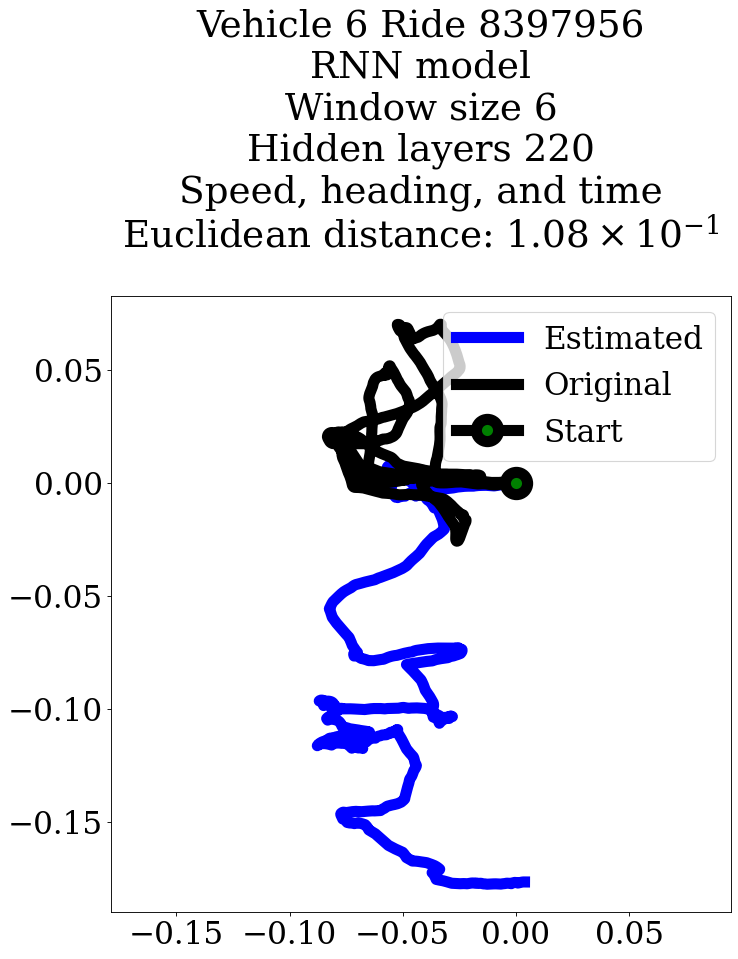 Vehicle 6 Ride 8397956
RNN model
Window size 6
Hidden layers 220
Speed, heading, and time
Euclidean distance: 1.08 × 10⁻¹
Estimated
Original
Start
0.05
0.00
−0.05
−0.10
−0.15
−0.15 −0.10 −0.05 0.00 0.05